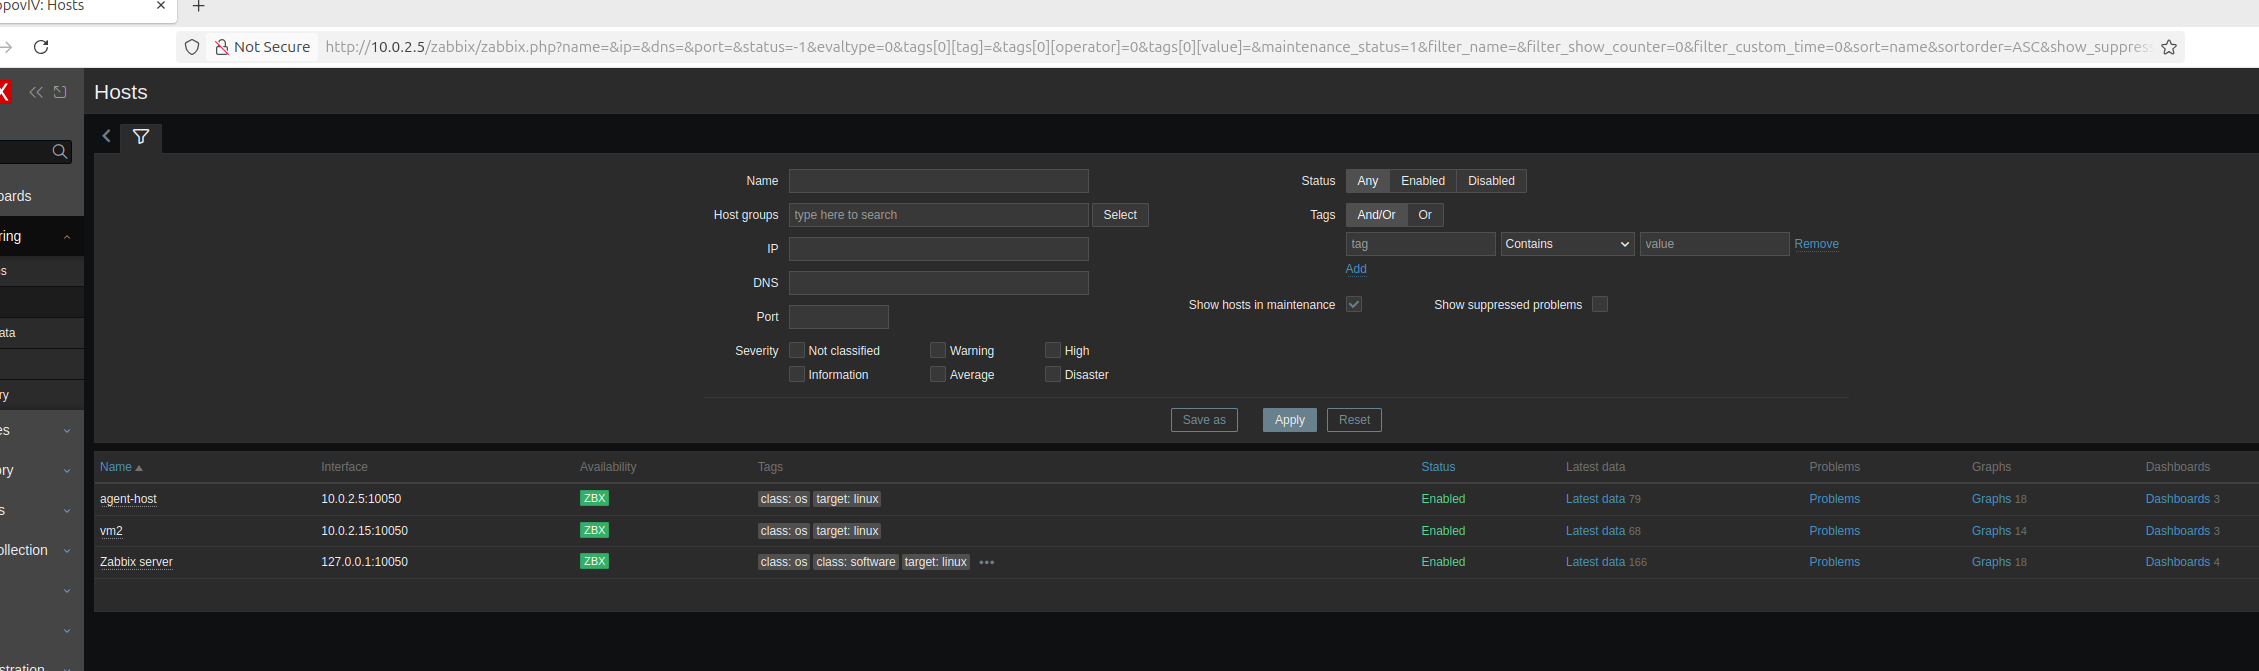 opovIV: Hosts
Not Secure http://10.0.2.5/zabbix/zabbix.php?name=&ip=&dns=&port=&status=-1&evaltype=0&tags[0][tag]=&tags[0][operator]=0&tags[0][value]=&maintenance_status=1&filter_name=&filter_show_counter=0&filter_custom_time=0&sort=name&sortorder=ASC&show_suppres
X
Hosts
Name
Status Any Enabled Disabled
oards
Host groups type here to search Select
Tags And/Or Or
ring
IP
tag Contains value Remove
s
Add
DNS
Show hosts in maintenance Show suppressed problems
Port
ata
Severity Not classified Warning High
Information Average Disaster
ry
Save as Apply Reset
es
Name Interface Availability Tags Status Latest data Problems Graphs Dashboards
ory
agent-host 10.0.2.5:10050 ZBX class: os target: linux Enabled Latest data 79 Problems Graphs 18 Dashboards 3
s
vm2 10.0.2.15:10050 ZBX class: os target: linux Enabled Latest data 68 Problems Graphs 14 Dashboards 3
ollection
Zabbix server 127.0.0.1:10050 ZBX class: os class: software target: linux ••• Enabled Latest data 166 Problems Graphs 18 Dashboards 4
stration